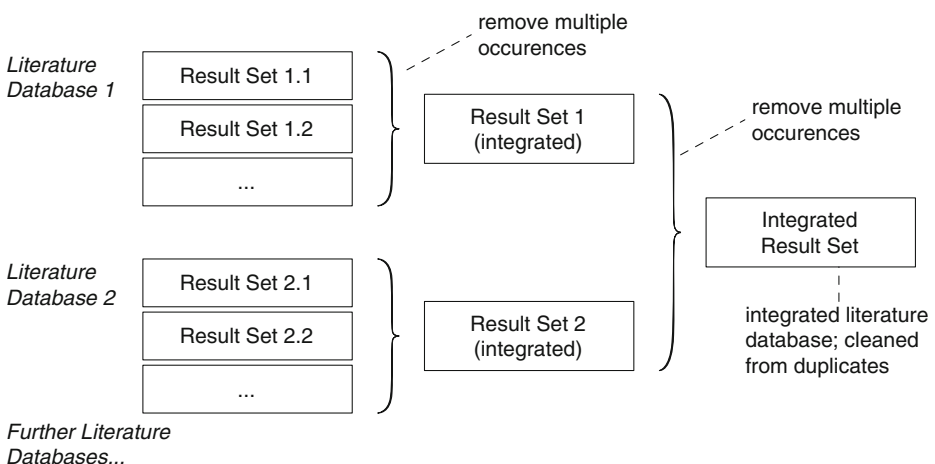 remove multiple
occurences
Literature
Database 1
Result Set 1.1
Result Set 1.2
...
Result Set 1
(integrated)
remove multiple
occurences
Integrated
Result Set
integrated literature
database; cleaned
from duplicates
Literature
Database 2
Result Set 2.1
Result Set 2.2
...
Result Set 2
(integrated)
Further Literature
Databases...